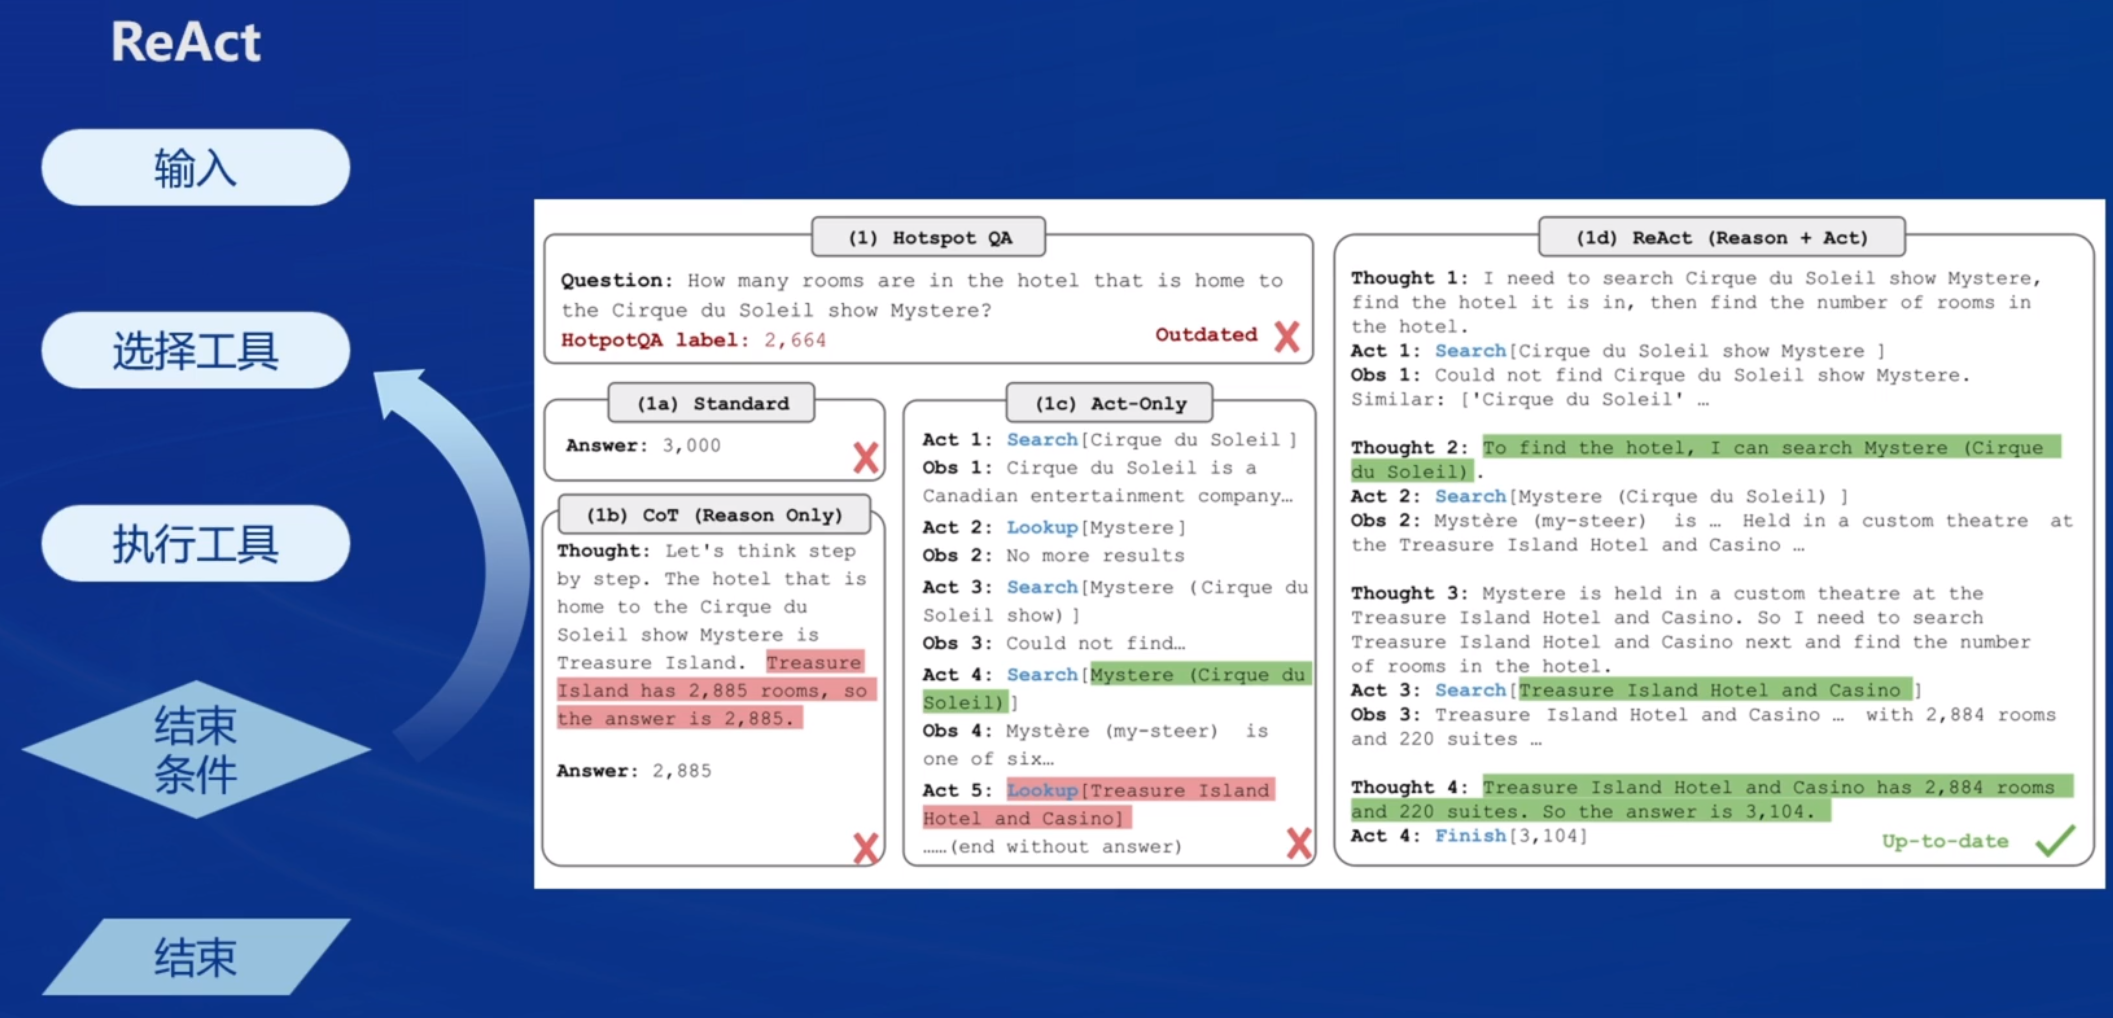 ReAct
输入
选择工具
执行工具
结束
条件
结束
(1) Hotspot QA
Question: How many rooms are in the hotel that is home to
the Cirque du Soleil show Mystere?
HotpotQA label: 2,664
Outdated
(1a) Standard
Answer: 3,000
(1b) CoT (Reason Only)
Thought: Let's think step
by step. The hotel that is
home to the Cirque du
Soleil show Mystere is
Treasure Island. Treasure
Island has 2,885 rooms, so
the answer is 2,885.
Answer: 2,885
(1c) Act-Only
Act 1: Search[Cirque du Soleil ]
Obs 1: Cirque du Soleil is a
Canadian entertainment company…
Act 2: Lookup[Mystere]
Obs 2: No more results
Act 3: Search[Mystere (Cirque du
Soleil show)]
Obs 3: Could not find…
Act 4: Search[Mystere (Cirque du
Soleil)]
Obs 4: Mystère (my-steer) is
one of six…
Act 5: Lookup[Treasure Island
Hotel and Casino]
……(end without answer)
(1d) ReAct (Reason + Act)
Thought 1: I need to search Cirque du Soleil show Mystere,
find the hotel it is in, then find the number of rooms in
the hotel.
Act 1: Search[Cirque du Soleil show Mystere ]
Obs 1: Could not find Cirque du Soleil show Mystere.
Similar: ['Cirque du Soleil' …
Thought 2: To find the hotel, I can search Mystere (Cirque
du Soleil).
Act 2: Search[Mystere (Cirque du Soleil) ]
Obs 2: Mystère (my-steer) is … Held in a custom theatre at
the Treasure Island Hotel and Casino …
Thought 3: Mystere is held in a custom theatre at the
Treasure Island Hotel and Casino. So I need to search
Treasure Island Hotel and Casino next and find the number
of rooms in the hotel.
Act 3: Search[Treasure Island Hotel and Casino ]
Obs 3: Treasure Island Hotel and Casino … with 2,884 rooms
and 220 suites …
Thought 4: Treasure Island Hotel and Casino has 2,884 rooms
and 220 suites. So the answer is 3,104.
Act 4: Finish[3,104]
Up-to-date